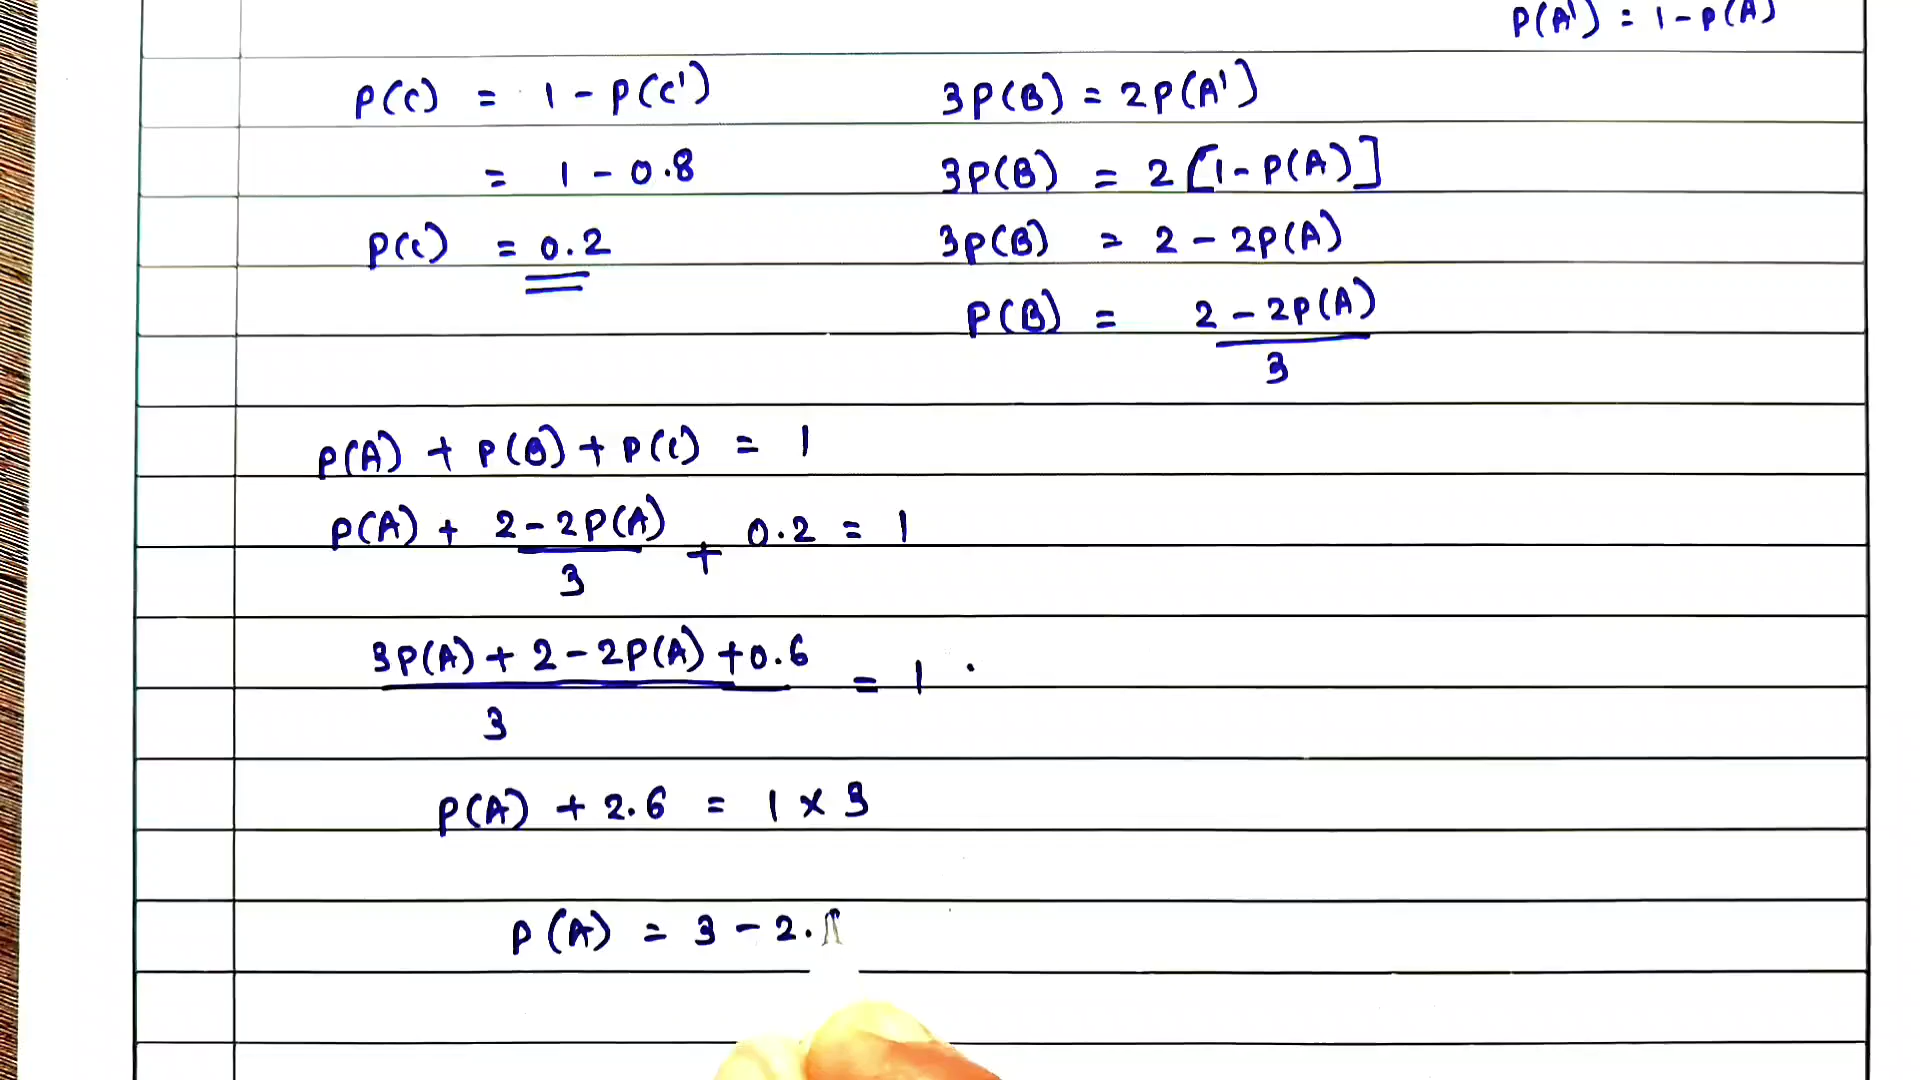 P(A') = 1 - P(A)
P(C) = 1 - P(C')
= 1 - 0.8
P(C) = 0.2
3P(B) = 2P(A')
3P(B) = 2 [1 - P(A)]
3P(B) = 2 - 2P(A)
P(B) = 2 - 2P(A)
3
P(A) + P(B) + P(C) = 1
P(A) + 2 - 2P(A) + 0.2 = 1
3
3P(A) + 2 - 2P(A) + 0.6 = 1
3
P(A) + 2.6 = 1 × 3
P(A) = 3 - 2.